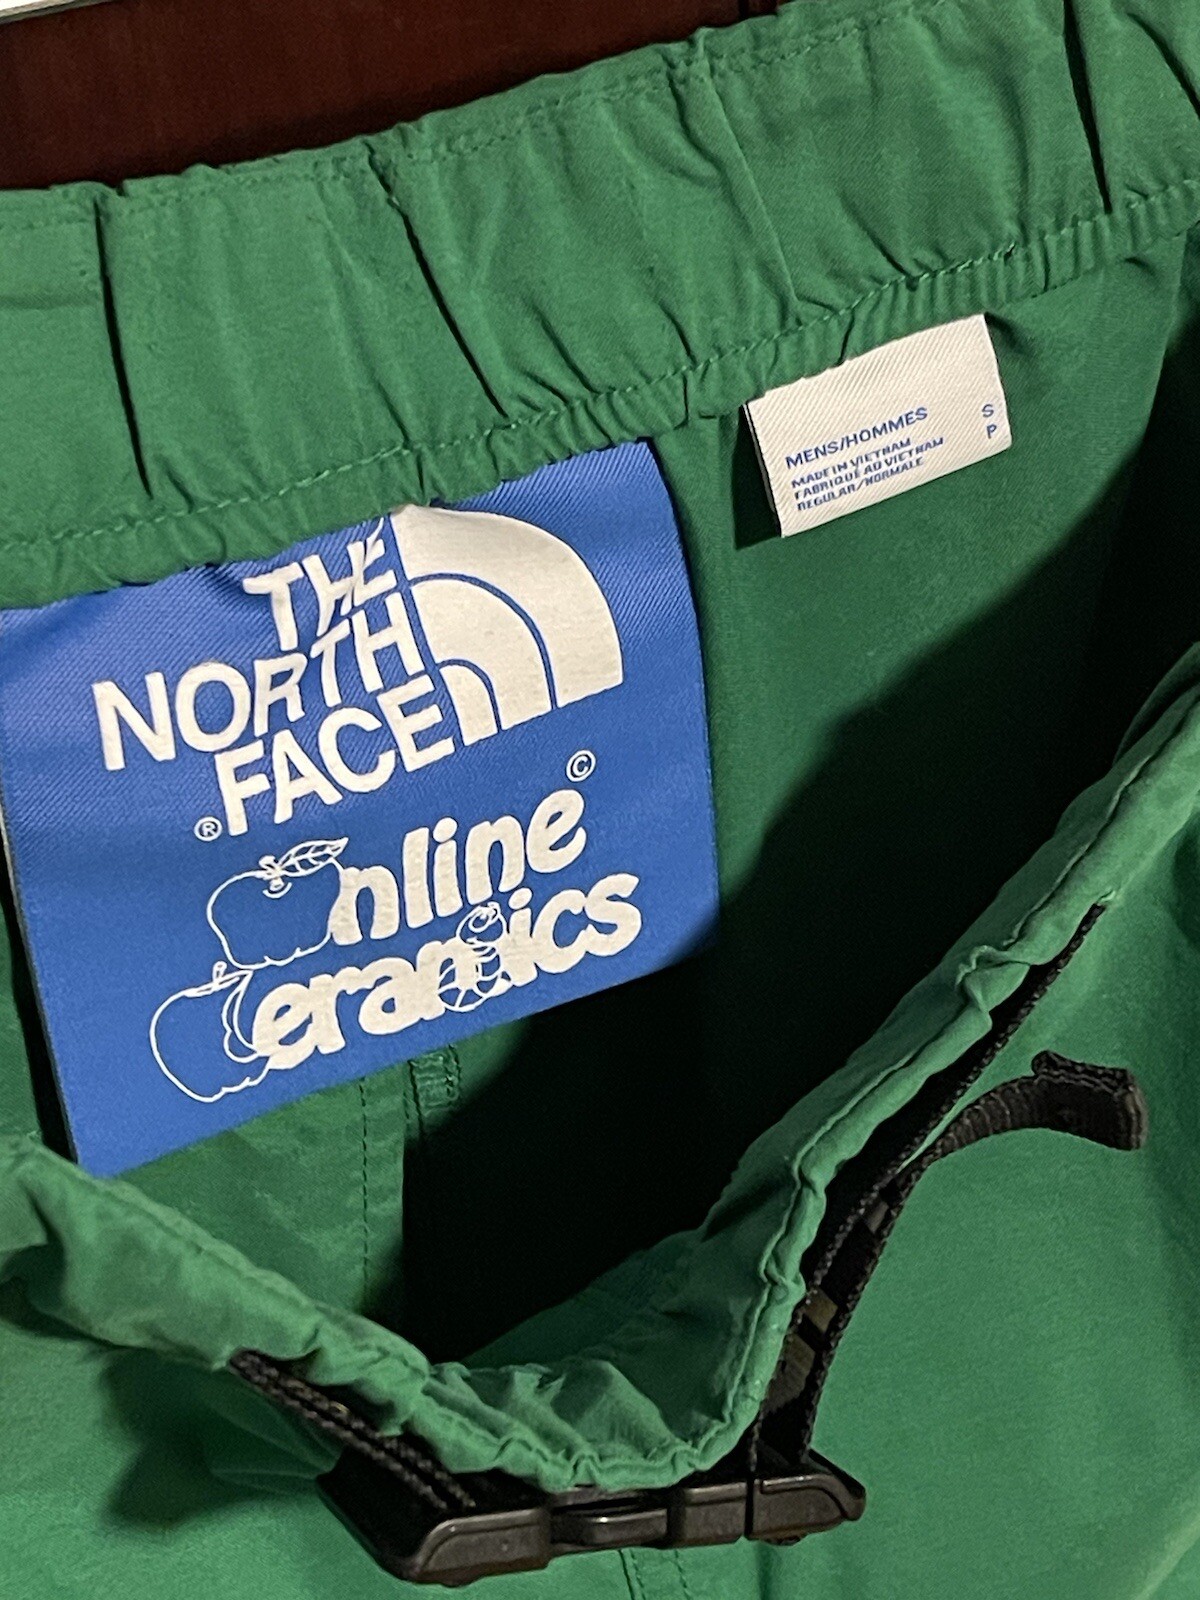 THE
NORTH
FACE
®
©
online
ceramics
MENS/HOMMES
MADE IN VIETNAM
FABRIQUÉ AU VIETNAM
REGULAR/NORMALE
S
P